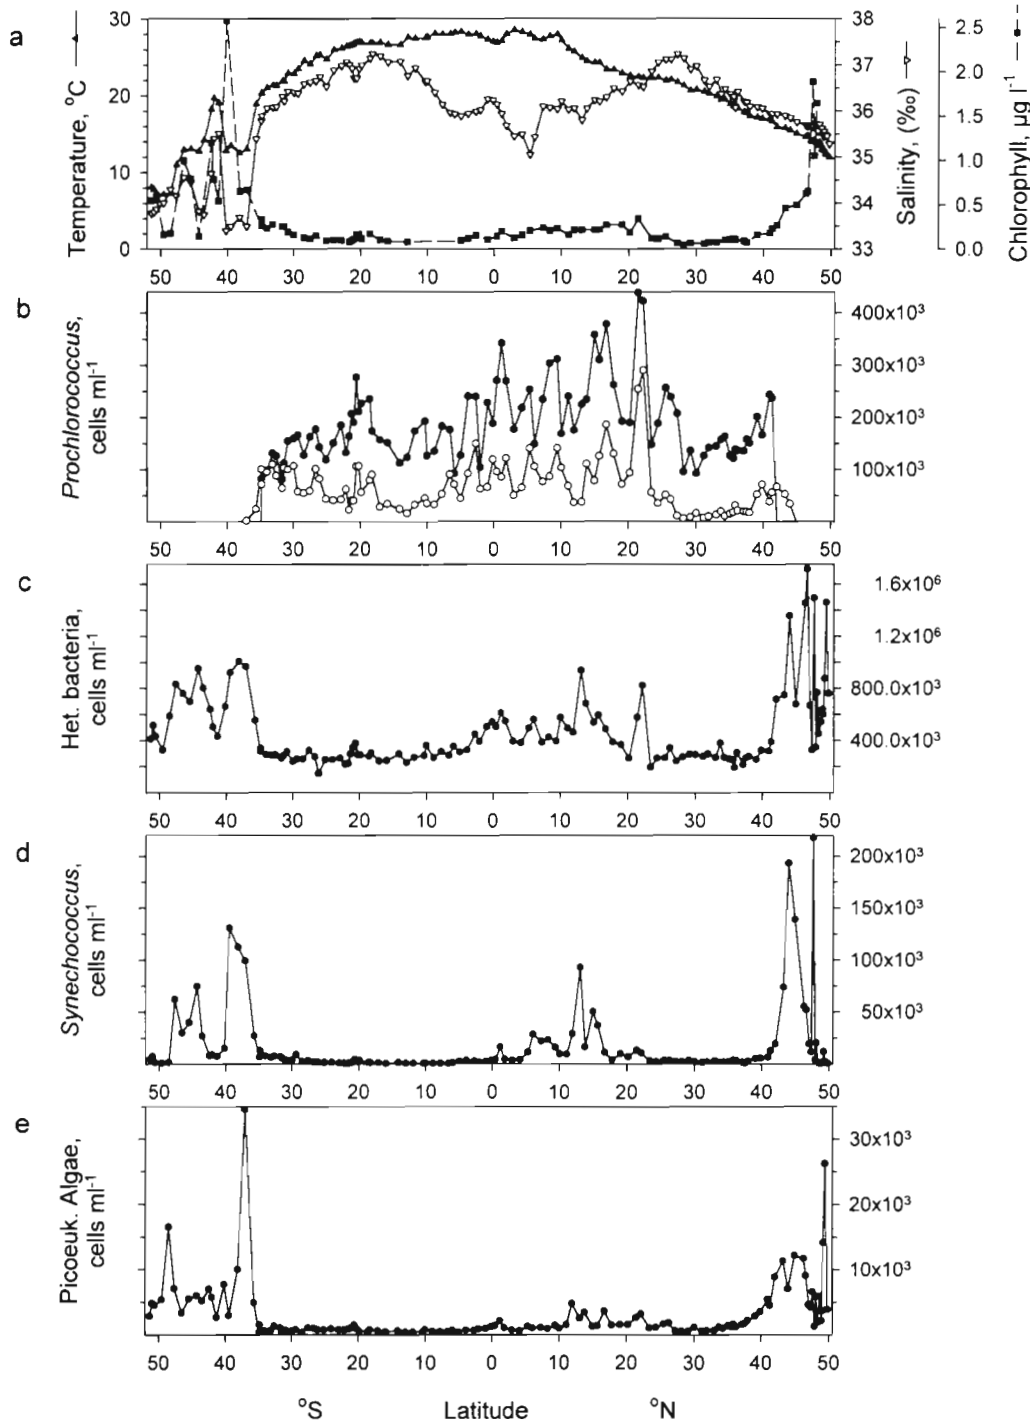 a
Temperature, °C
30
20
10
0
38
37
36
35
34
33
Salinity, (‰)
2.5
2.0
1.5
1.0
0.5
0.0
Chlorophyll, µg l-1
50 40 30 20 10 0 10 20 30 40 50
b
Prochlorococcus,
cells ml-1
400x10³
300x10³
200x10³
100x10³
50 40 30 20 10 0 10 20 30 40 50
c
Het. bacteria,
cells ml-1
1.6x10⁶
1.2x10⁶
800.0x10³
400.0x10³
50 40 30 20 10 0 10 20 30 40 50
d
Synechococcus,
cells ml-1
200x10³
150x10³
100x10³
50x10³
50 40 30 20 10 0 10 20 30 40 50
e
Picoeuk. Algae,
cells ml-1
30x10³
20x10³
10x10³
50 40 30 20 10 0 10 20 30 40 50
°S Latitude °N